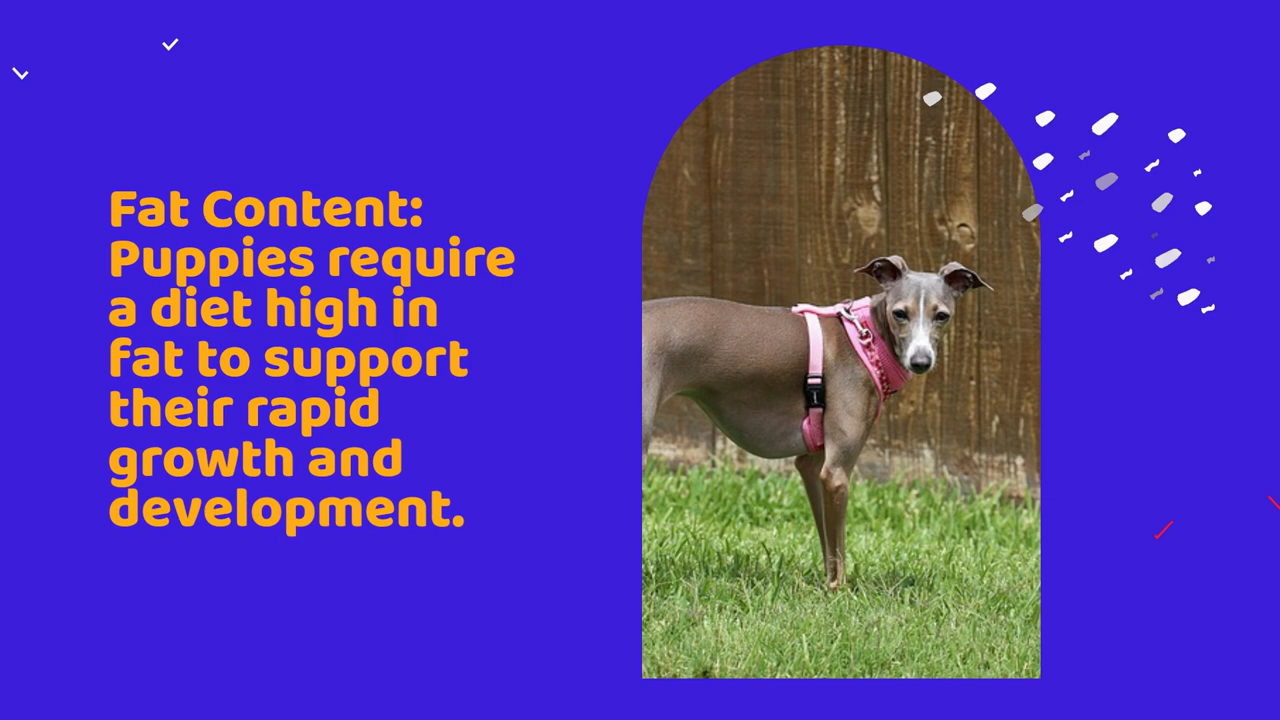 Fat Content:
Puppies require
a diet high in
fat to support
their rapid
growth and
development.